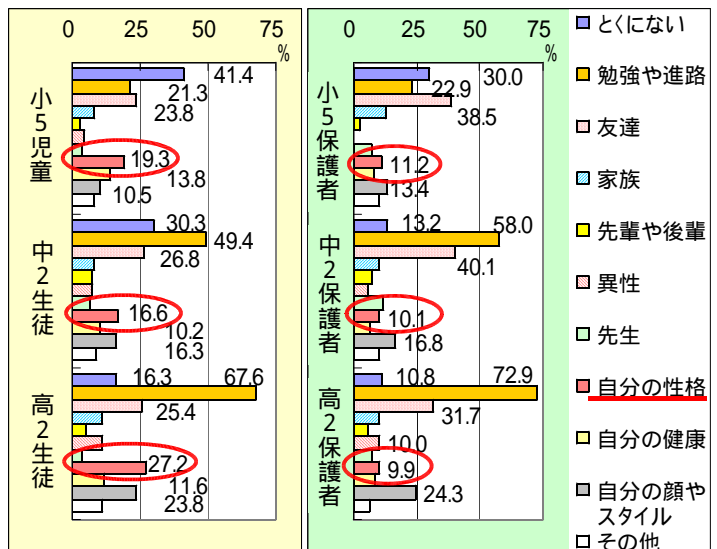 0 25 50 75
%
小5児童
41.4
21.3
23.8
19.3
13.8
10.5
中2生徒
30.3
49.4
26.8
16.6
10.2
16.3
高2生徒
16.3
67.6
25.4
27.2
11.6
23.8
0 25 50 75
%
小5保護者
30.0
22.9
38.5
11.2
13.4
中2保護者
13.2
58.0
40.1
10.1
16.8
高2保護者
10.8
72.9
31.7
10.0
9.9
24.3
とくにない
勉強や進路
友達
家族
先輩や後輩
異性
先生
自分の性格
自分の健康
自分の顔や
スタイル
その他